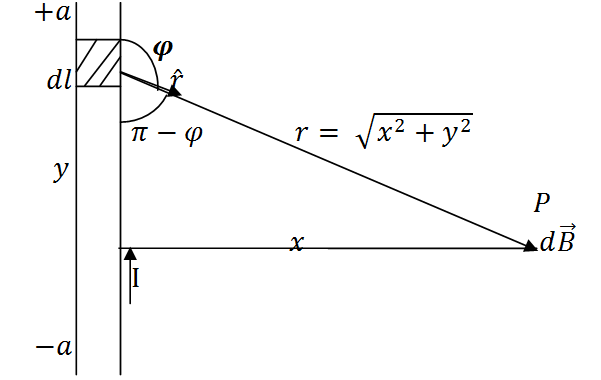 +a
φ
dl
r̂
π − φ
r = √(x² + y²)
y
P
x
dB⃗
I
−a